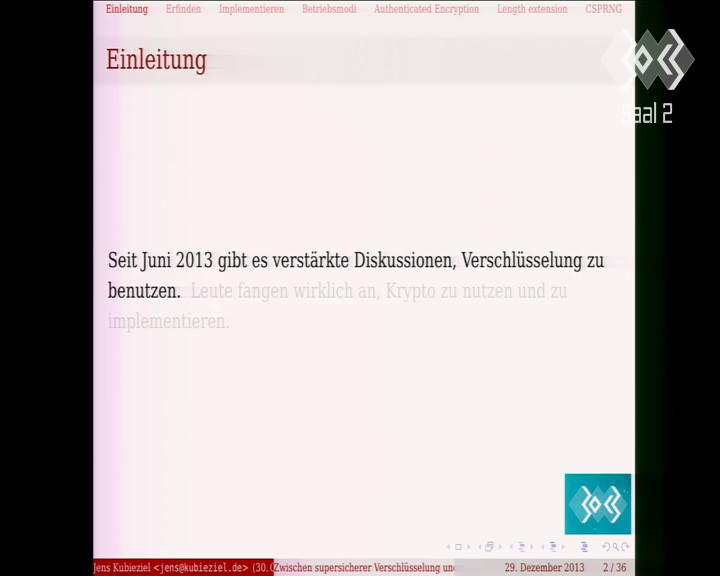 Einleitung Erfinden Implementieren Betriebsmodi Authenticated Encryption Length extension CSPRNG
Einleitung
Saal 2
Seit Juni 2013 gibt es verstärkte Diskussionen, Verschlüsselung zu
benutzen. Leute fangen wirklich an, Krypto zu nutzen und zu
implementieren.
Jens Kubieziel <jens@kubieziel.de> (30.C Zwischen supersicherer Verschlüsselung und 29. Dezember 2013 2 / 36